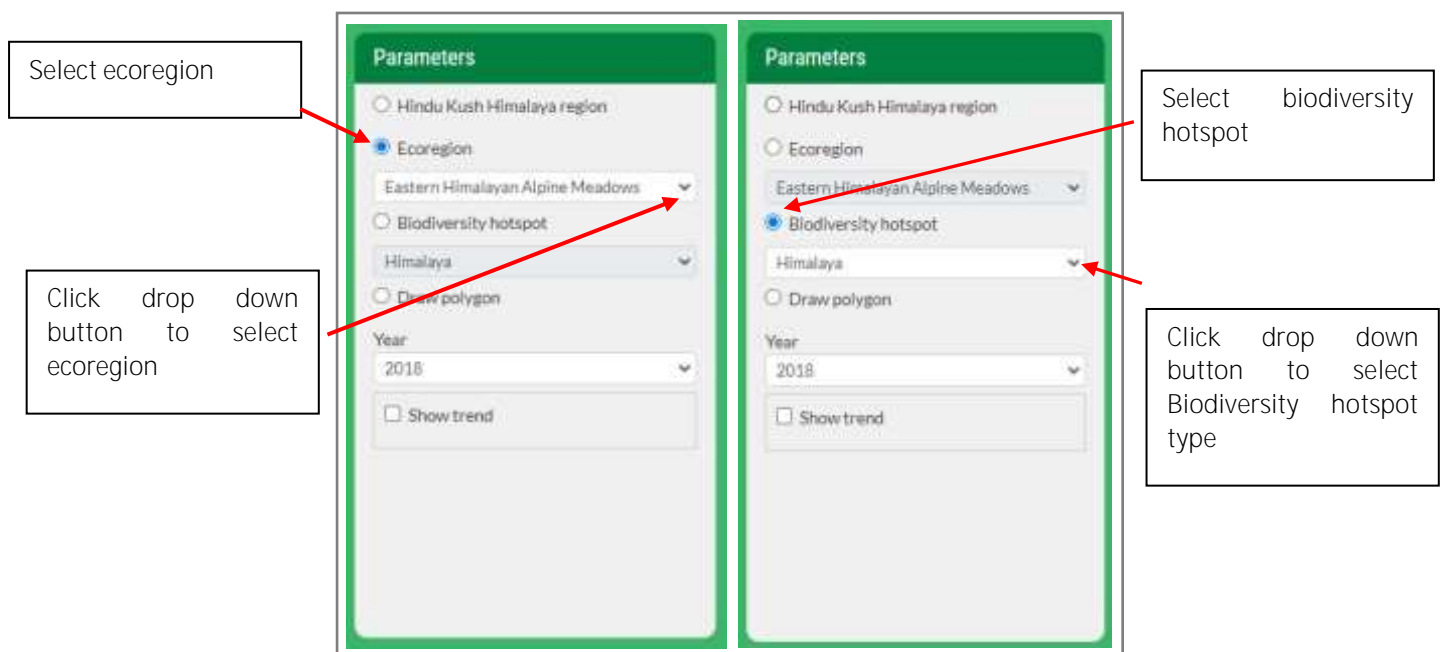 Select ecoregion
Click drop down
button to select
ecoregion
Parameters
Hindu Kush Himalaya region
Ecoregion
Eastern Himalayan Alpine Meadows
Biodiversity hotspot
Himalaya
Draw polygon
Year
2018
Show trend
Parameters
Hindu Kush Himalaya region
Ecoregion
Eastern Himalayan Alpine Meadows
Biodiversity hotspot
Himalaya
Draw polygon
Year
2018
Show trend
Select biodiversity
hotspot
Click drop down
button to select
Biodiversity hotspot
type